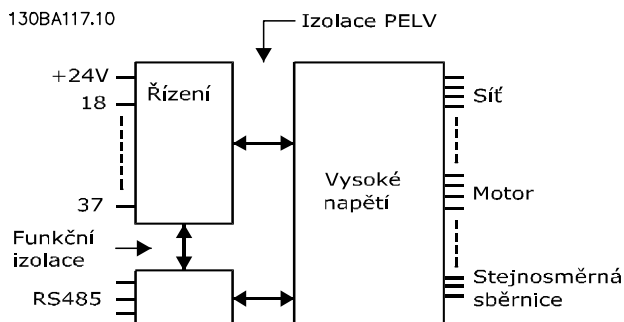 130BA117.10
Izolace PELV
+24V
18
37
Řízení
Vysoké
napětí
Síť
Motor
Stejnosměrná
sběrnice
Funkční
izolace
RS485